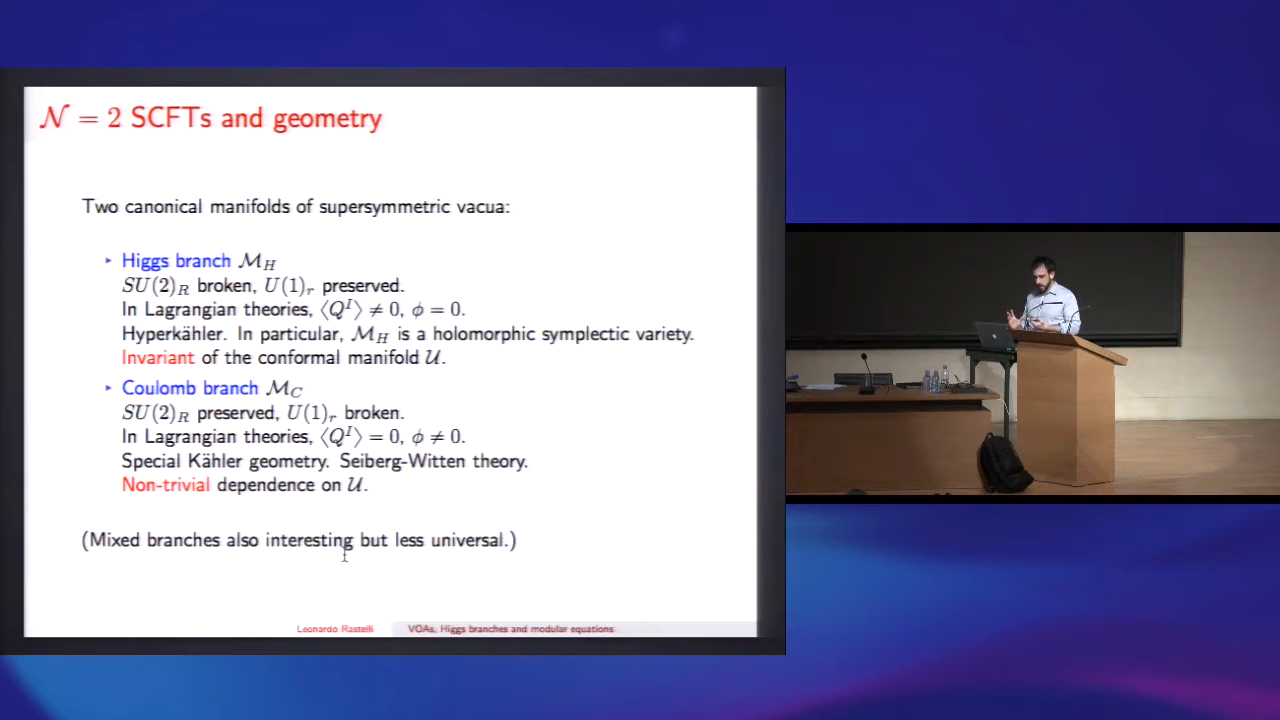 𝒩 = 2 SCFTs and geometry
Two canonical manifolds of supersymmetric vacua:
▸ Higgs branch ℳ_H
SU(2)_R broken, U(1)_r preserved.
In Lagrangian theories, ⟨Q^I⟩ ≠ 0, ϕ = 0.
Hyperkähler. In particular, ℳ_H is a holomorphic symplectic variety.
Invariant of the conformal manifold 𝒰.
▸ Coulomb branch ℳ_C
SU(2)_R preserved, U(1)_r broken.
In Lagrangian theories, ⟨Q^I⟩ = 0, ϕ ≠ 0.
Special Kähler geometry. Seiberg-Witten theory.
Non-trivial dependence on 𝒰.
(Mixed branches also interesting but less universal.)
Leonardo Rastelli VOAs, Higgs branches and modular equations